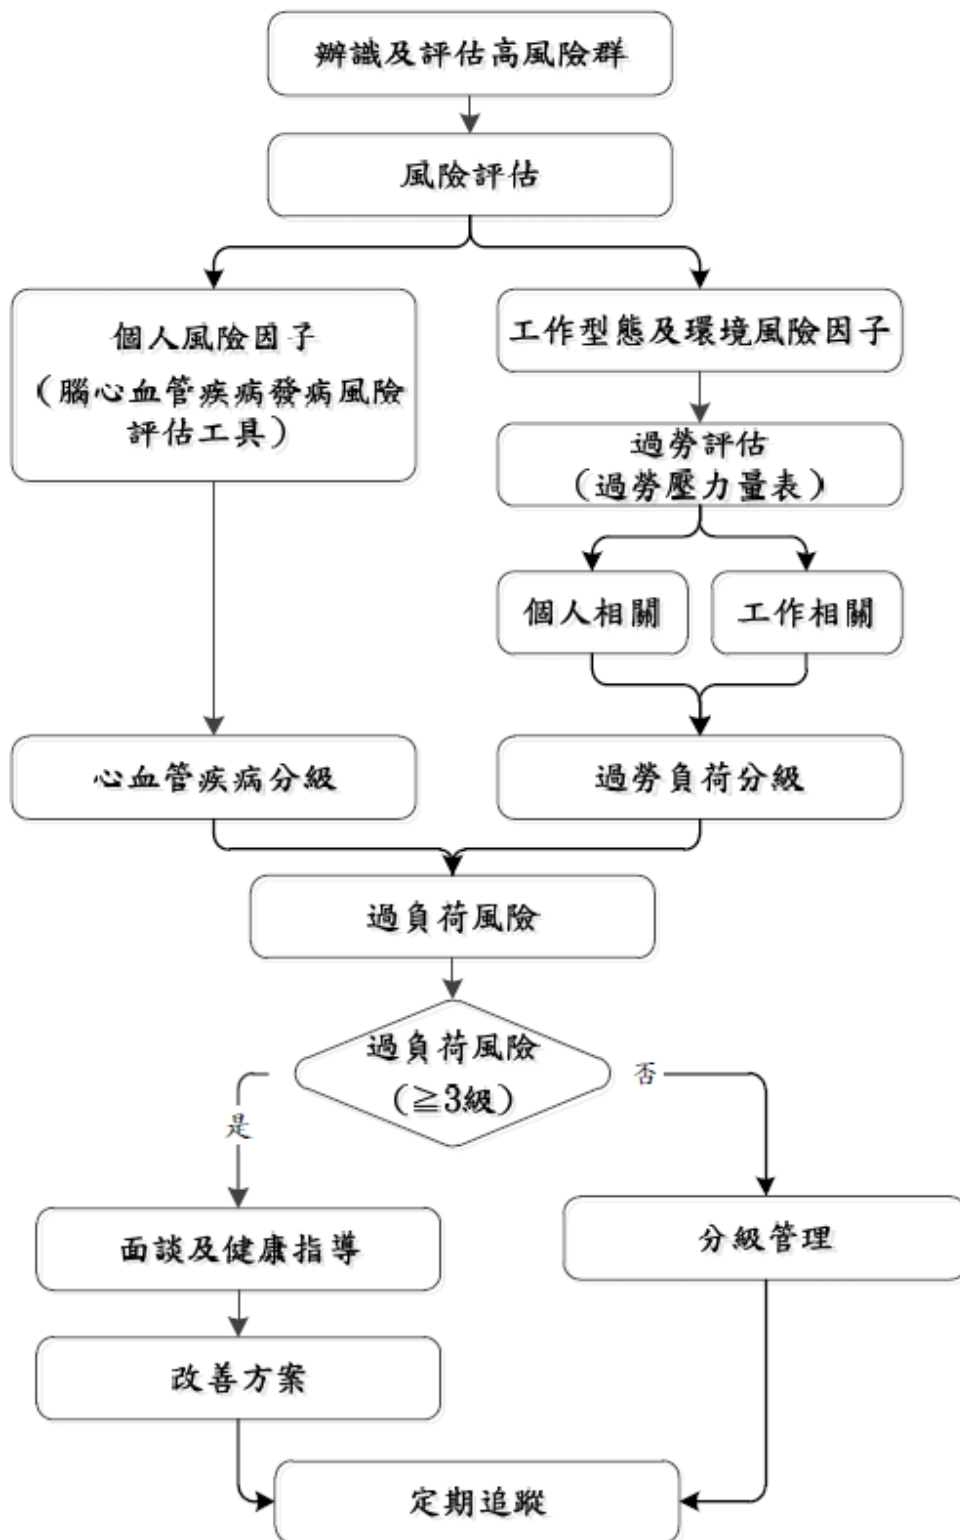 辦識及評估高風險群
風險評估
個人風險因子
（腦心血管疾病發病風險
評估工具）
工作型態及環境風險因子
過勞評估
（過勞壓力量表）
個人相關
工作相關
心血管疾病分級
過勞負荷分級
過負荷風險
過負荷風險
（≧3級）
是
否
面談及健康指導
分級管理
改善方案
定期追蹤